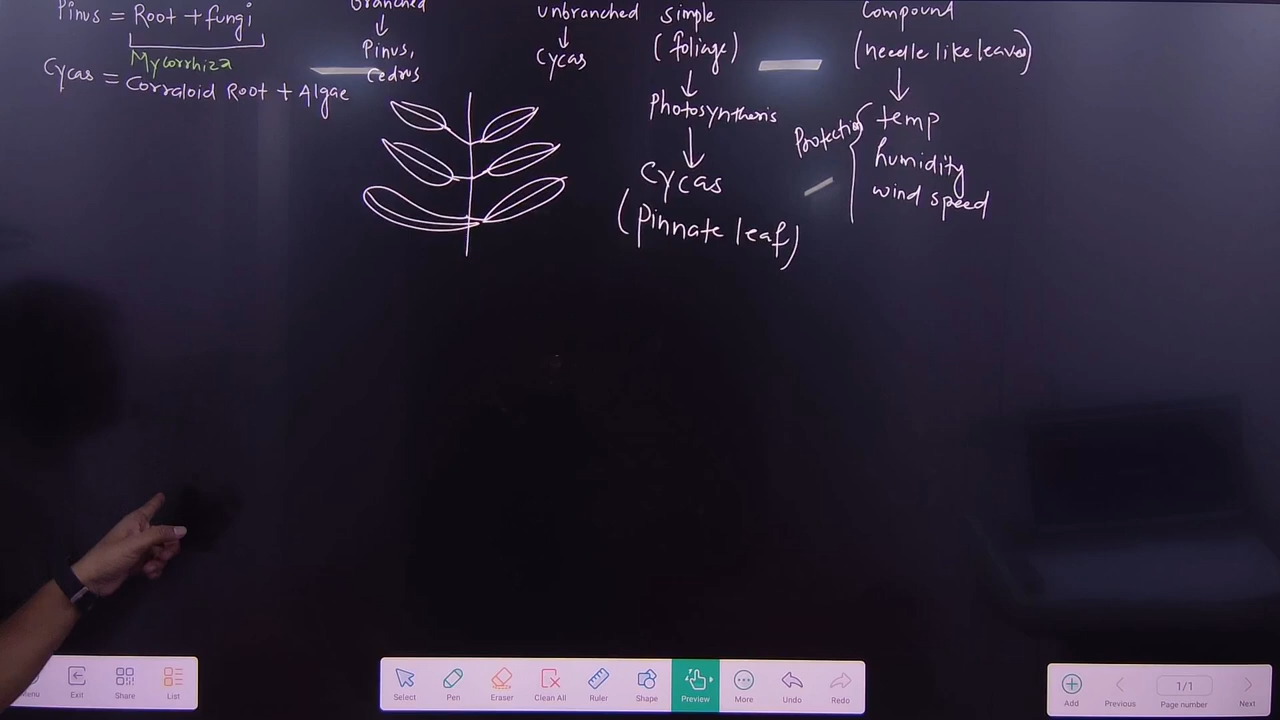 Pinus = Root + fungi
Mycorrhiza
Cycas = Corraloid Root + Algae
branched
Pinus,
Cedrus
unbranched
Cycas
simple
(foliage)
Photosynthesis
Cycas
(Pinnate leaf)
Compound
(needle like leaves)
Protection
temp
humidity
wind speed
Menu
Exit
Share
List
Select
Pen
Eraser
Clean All
Ruler
Shape
Preview
More
Undo
Redo
Add
Previous
1/1
Page number
Next